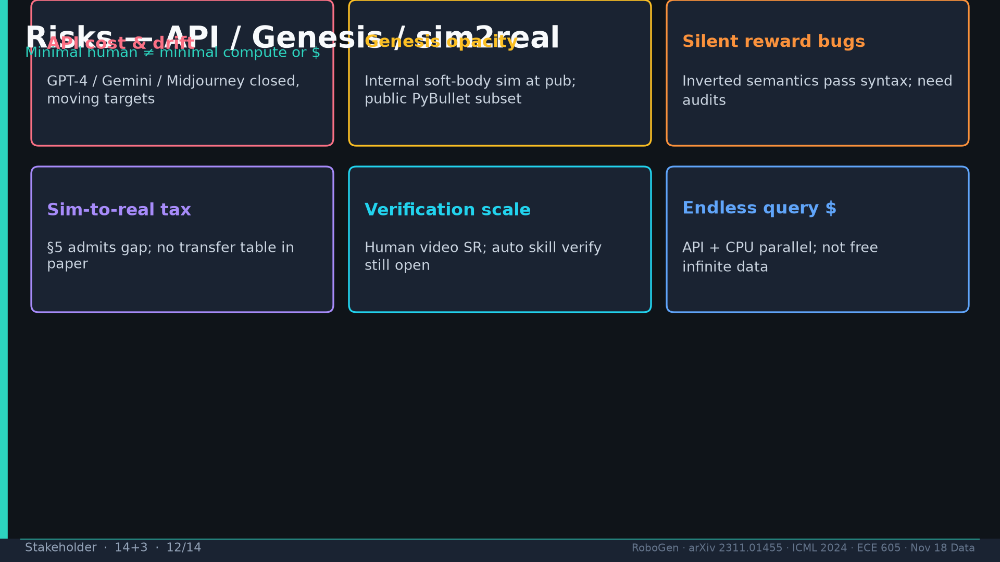 Risks — API / Genesis / sim2real
Minimal human ≠ minimal compute or $
API cost & drift
GPT-4 / Gemini / Midjourney closed,
moving targets
Genesis opacity
Internal soft-body sim at pub;
public PyBullet subset
Silent reward bugs
Inverted semantics pass syntax; need
audits
Sim-to-real tax
§5 admits gap; no transfer table in
paper
Verification scale
Human video SR; auto skill verify
still open
Endless query $
API + CPU parallel; not free
infinite data
Stakeholder · 14+3 · 12/14
RoboGen · arXiv 2311.01455 · ICML 2024 · ECE 605 · Nov 18 Data